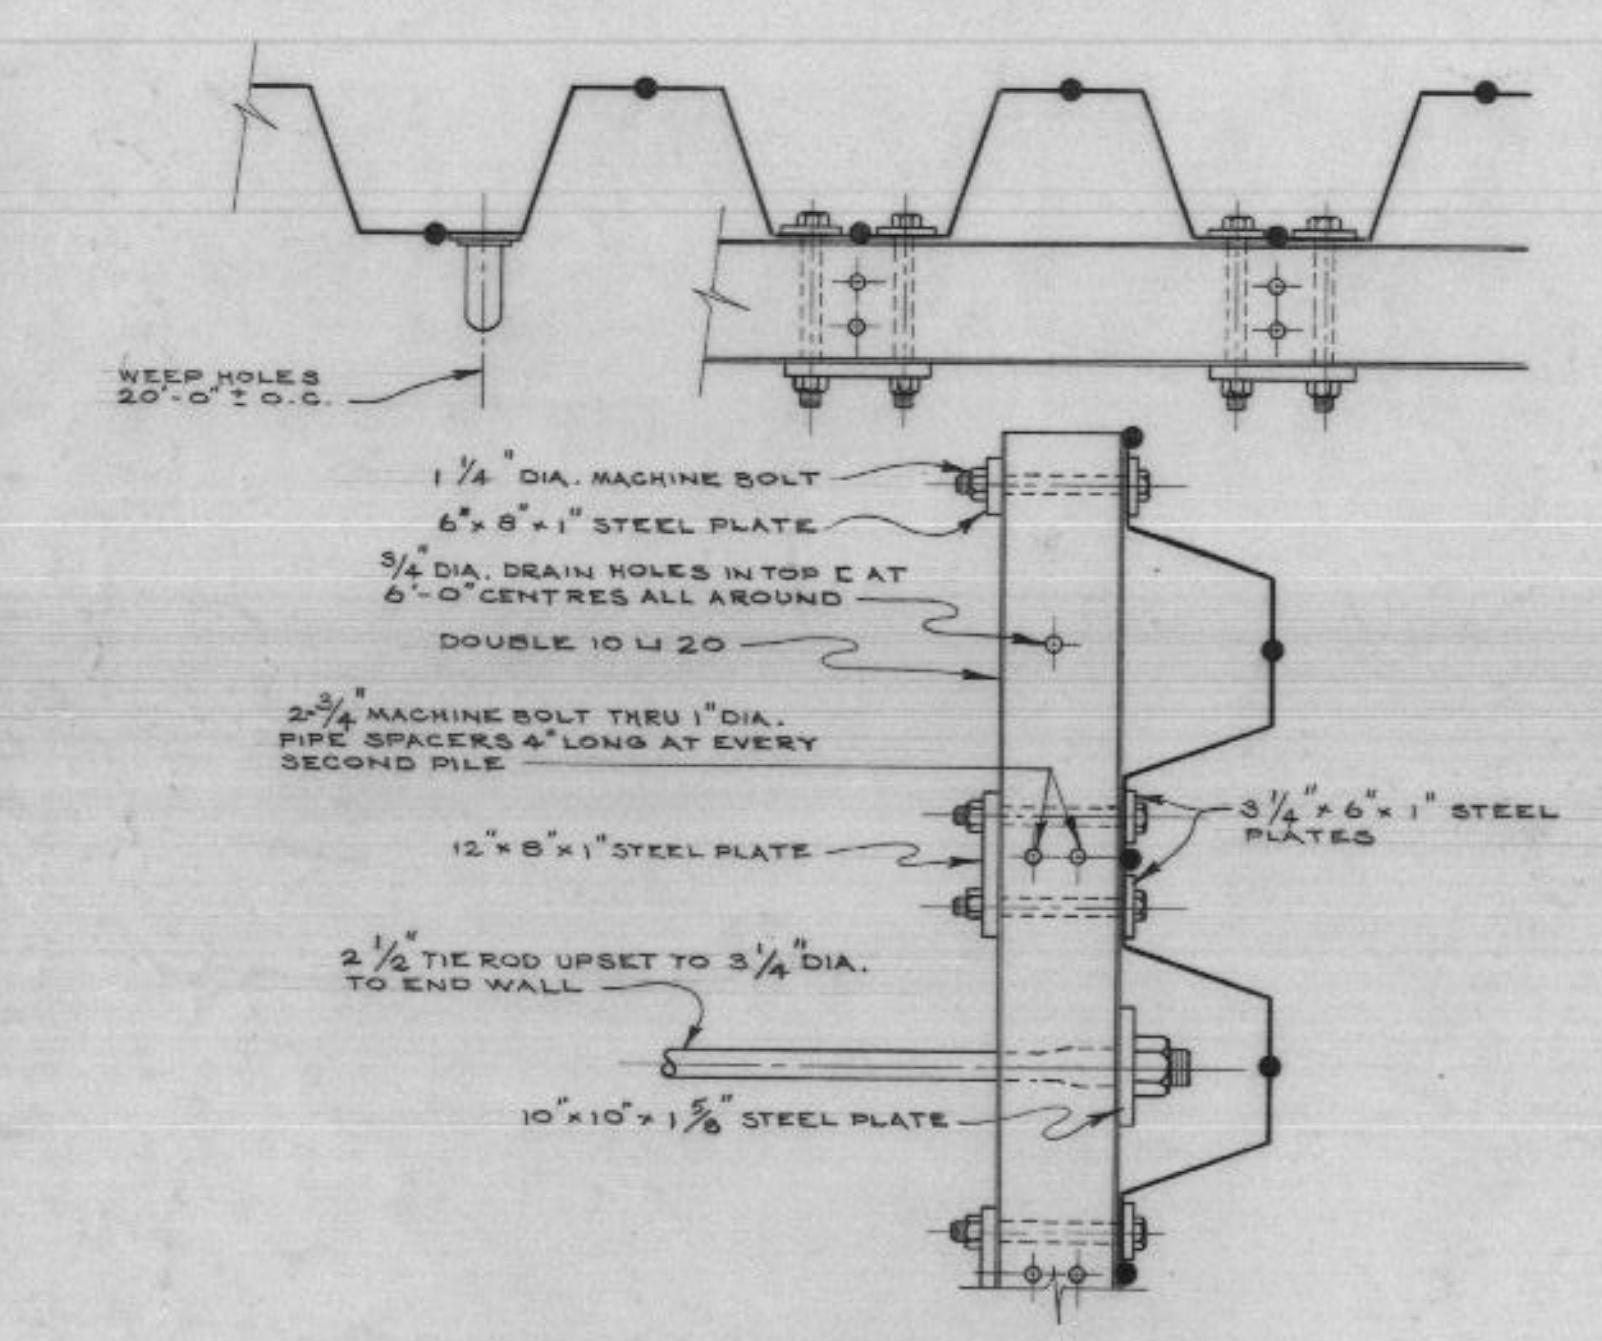 WEEP HOLES
20'-0" ± O.C.
1 1/4" DIA. MACHINE BOLT
6" x 8" x 1" STEEL PLATE
3/4" DIA. DRAIN HOLES IN TOP [ AT
6'-0" CENTRES ALL AROUND
DOUBLE 10 ⊔ 20
2-3/4" MACHINE BOLT THRU 1" DIA.
PIPE SPACERS 4" LONG AT EVERY
SECOND PILE
3 1/4" x 6" x 1" STEEL
PLATES
12" x 8" x 1" STEEL PLATE
2 1/2" TIE ROD UPSET TO 3 1/4" DIA.
TO END WALL
10" x 10" x 1 5/8" STEEL PLATE